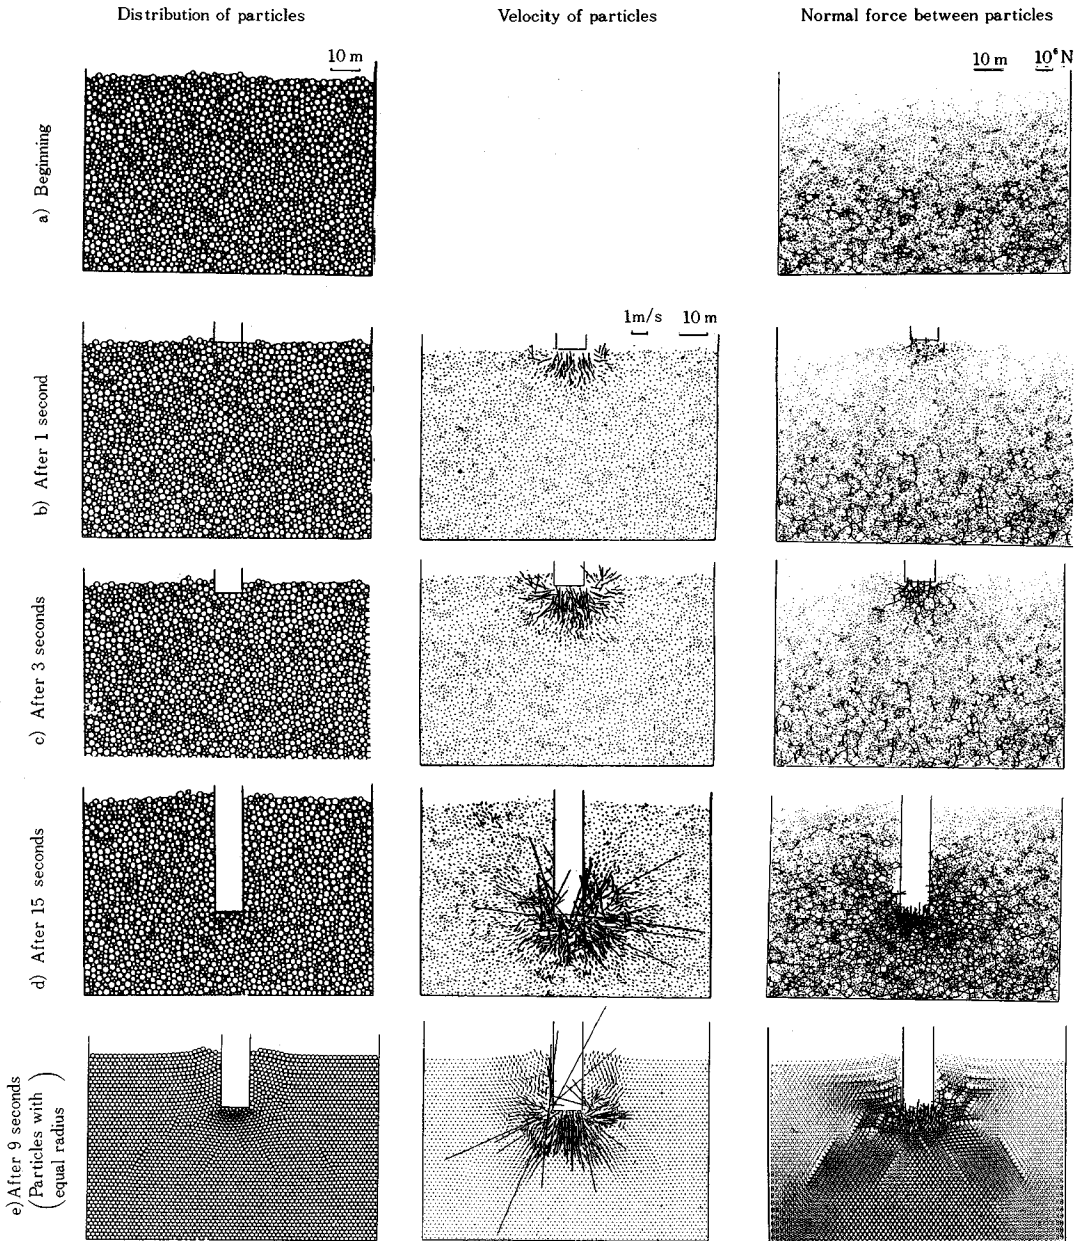 Distribution of particles
Velocity of particles
Normal force between particles
10 m
10 m
10⁶ N
a) Beginning
1m/s
10 m
b) After 1 second
c) After 3 seconds
d) After 15 seconds
e) After 9 seconds
(Particles with
equal radius)